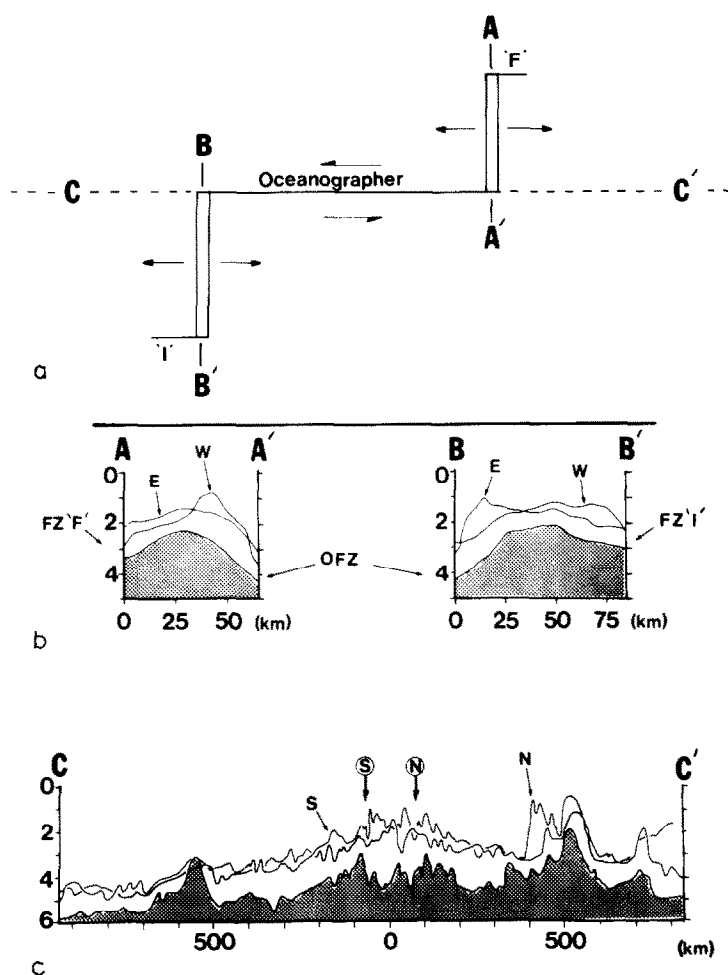 A
'F'
B
Oceanographer
C C'
A'
'I'
B'
a
A A' B B'
0 E W 0 E W
FZ 'F' 2 2 FZ 'I'
4 OFZ 4
0 25 50 (km) 0 25 50 75 (km)
b
C S N C'
0 S N
2
4
6
500 0 500 (km)
c